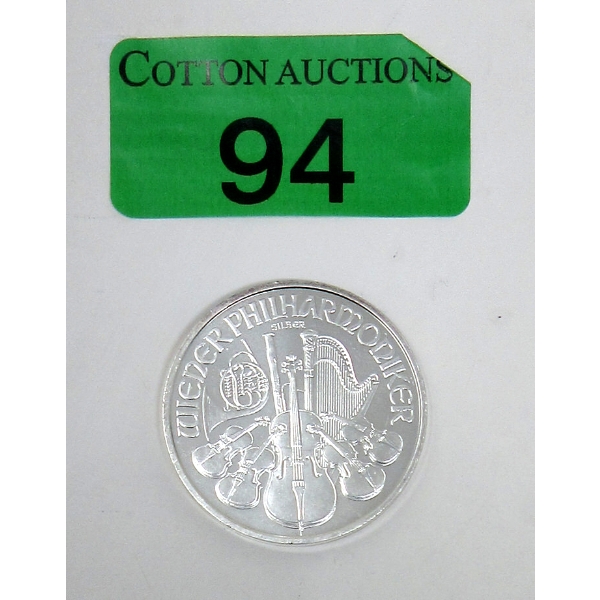 COTTON AUCTIONS
94
WIENER PHILHARMONIKER
SILBER